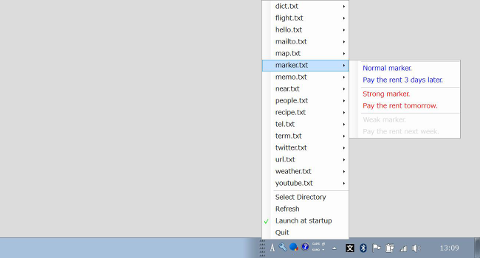 dict.txt
flight.txt
hello.txt
mailto.txt
map.txt
marker.txt
memo.txt
near.txt
people.txt
recipe.txt
tel.txt
term.txt
twitter.txt
url.txt
weather.txt
youtube.txt
Select Directory
Refresh
Launch at startup
Quit
Normal marker.
Pay the rent 3 days later.
Strong marker.
Pay the rent tomorrow.
Weak marker.
Pay the rent next week.
13:09